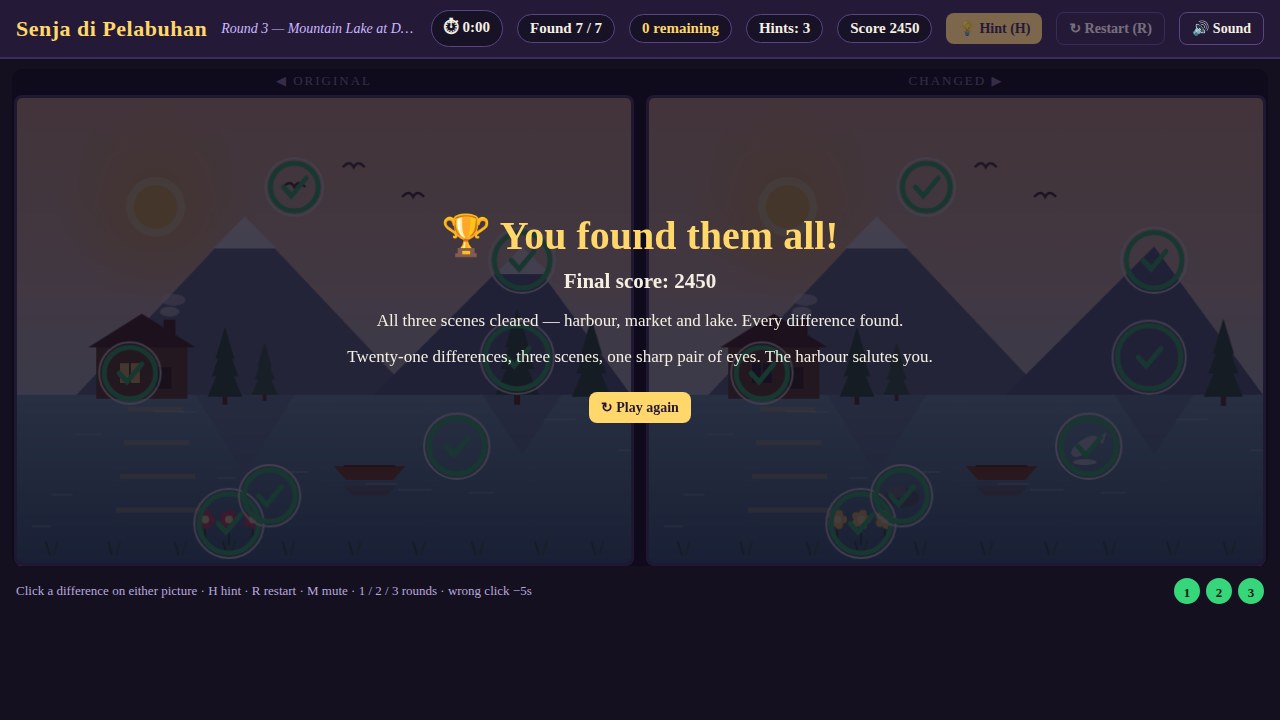 Senja di Pelabuhan
Round 3 — Mountain Lake at D…
⏱ 0:00
Found 7 / 7
0 remaining
Hints: 3
Score 2450
💡 Hint (H)
↻ Restart (R)
🔊 Sound
◀ ORIGINAL
CHANGED ▶
🏆 You found them all!
Final score: 2450
All three scenes cleared — harbour, market and lake. Every difference found.
Twenty-one differences, three scenes, one sharp pair of eyes. The harbour salutes you.
↻ Play again
Click a difference on either picture · H hint · R restart · M mute · 1 / 2 / 3 rounds · wrong click −5s
1 2 3